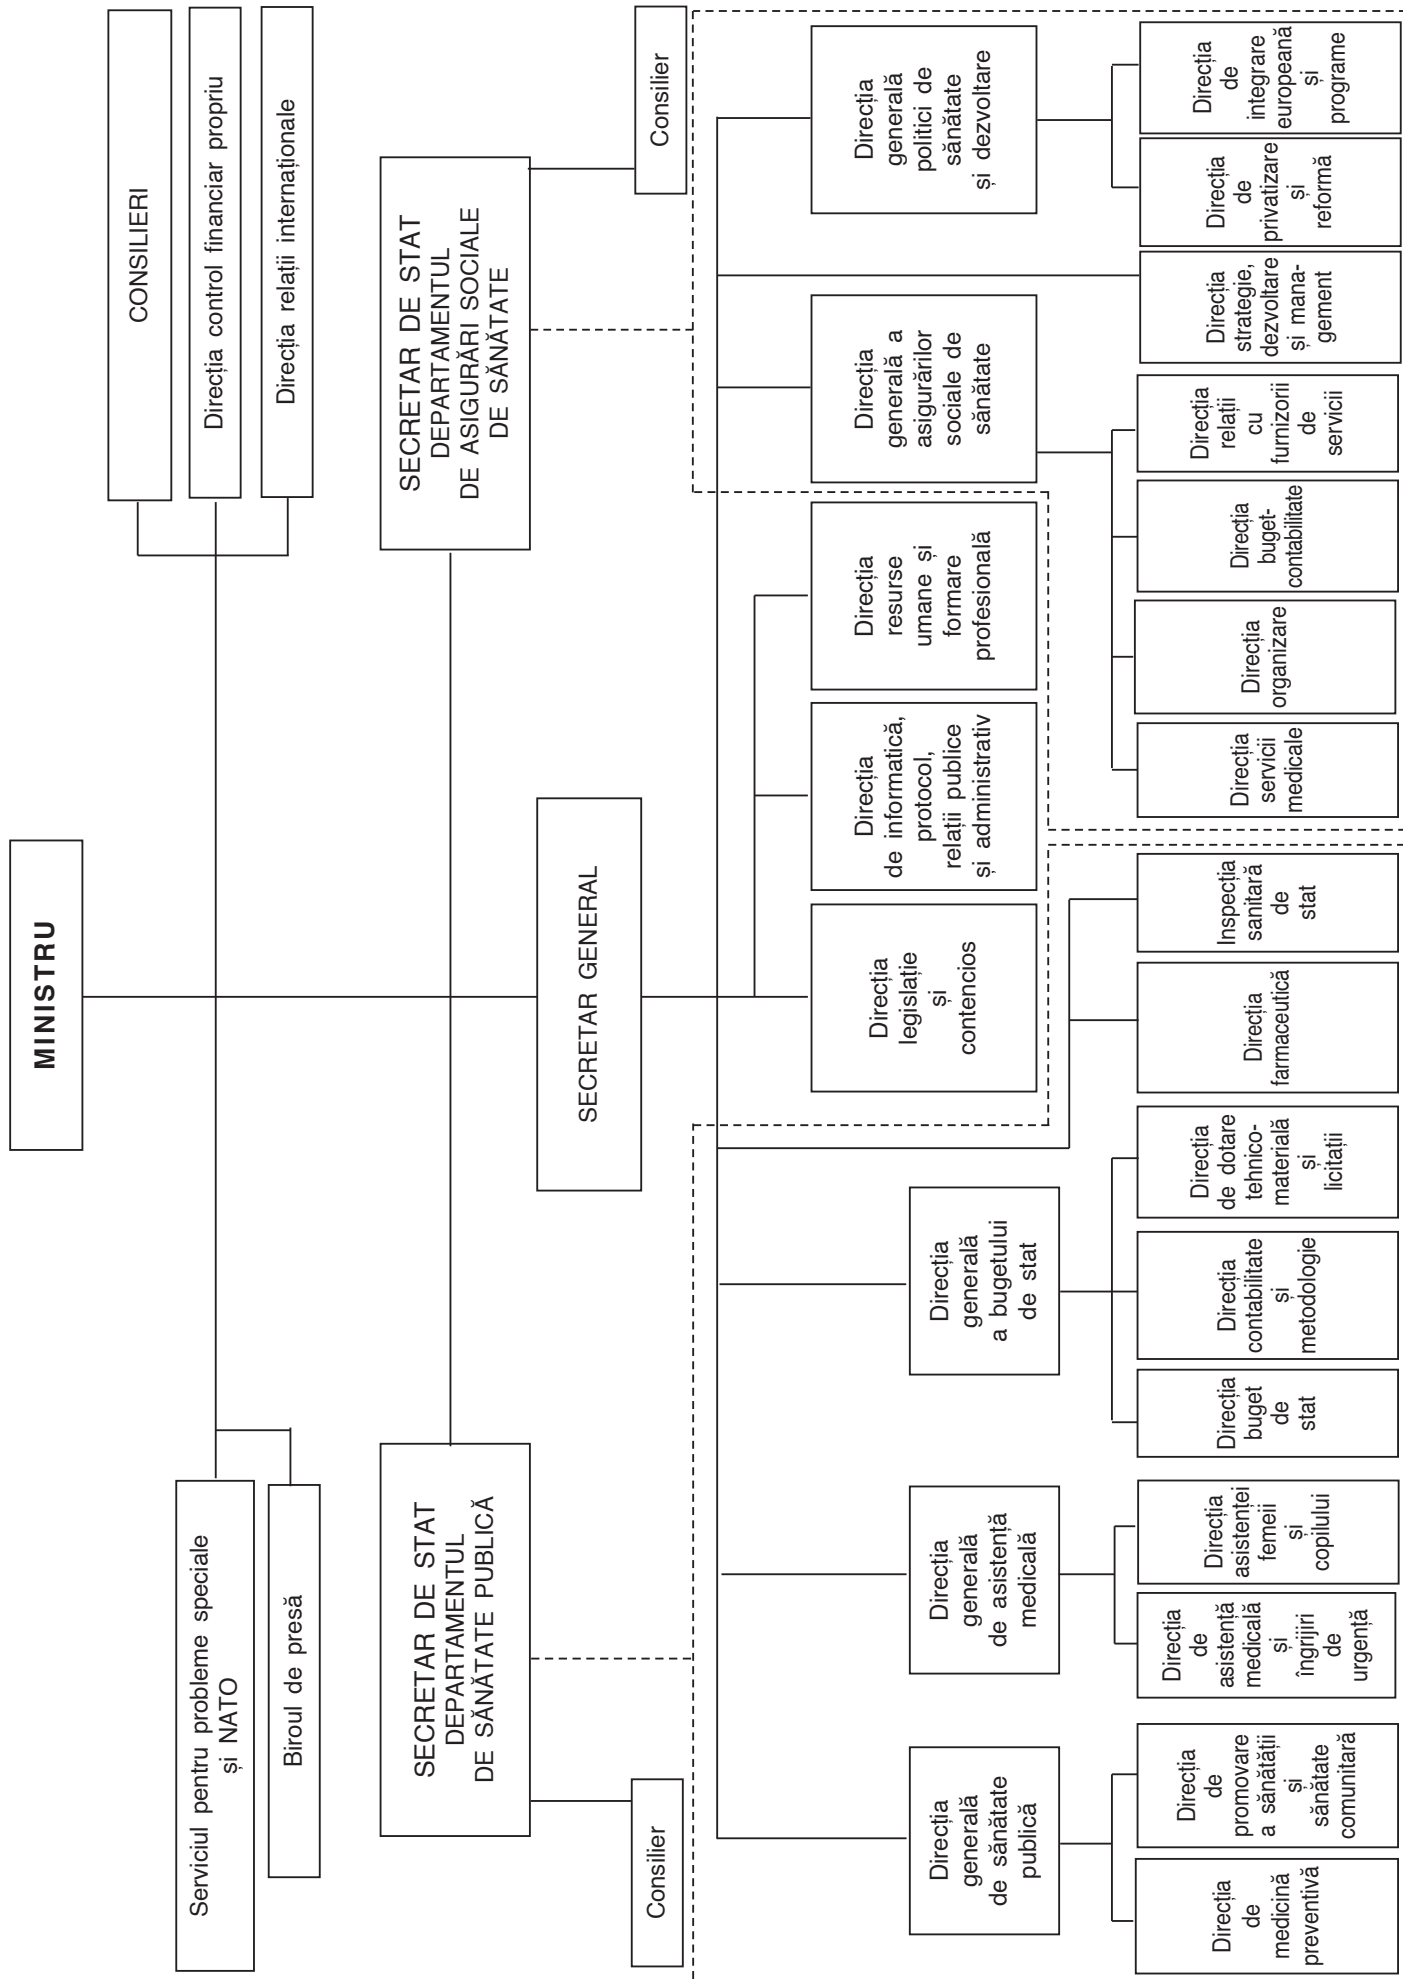 MINISTRU
Serviciul pentru probleme speciale
și NATO
Biroul de presă
CONSILIERI
Direcția control financiar propriu
Direcția relații internaționale
SECRETAR DE STAT
DEPARTAMENTUL
DE SĂNĂTATE PUBLICĂ
SECRETAR DE STAT
DEPARTAMENTUL
DE ASIGURĂRI SOCIALE
DE SĂNĂTATE
Consilier
SECRETAR GENERAL
Consilier
Direcția
generală
de sănătate
publică
Direcția
generală
de asistență
medicală
Direcția
generală
a bugetului
de stat
Direcția
legislație
și
contencios
Direcția
de informatică,
protocol,
relații publice
și administrativ
Direcția
resurse
umane și
formare
profesională
Direcția
generală a
asigurărilor
sociale de
sănătate
Direcția
generală
politici de
sănătate
și dezvoltare
Direcția
de
medicină
preventivă
Direcția
de
promovare
a sănătății
și
sănătate
comunitară
Direcția
de
asistență
medicală
și
îngrijiri
de
urgență
Direcția
asistenței
femeii
și
copilului
Direcția
buget
de
stat
Direcția
contabilitate
și
metodologie
Direcția
de dotare
tehnico-
materială
și
licitații
Direcția
farmaceutică
Inspecția
sanitară
de
stat
Direcția
servicii
medicale
Direcția
organizare
Direcția
buget-
contabilitate
Direcția
relații
cu
furnizorii
de
servicii
Direcția
strategie,
dezvoltare
și mana-
gement
Direcția
de
privatizare
și
reformă
Direcția
de
integrare
europeană
și
programe